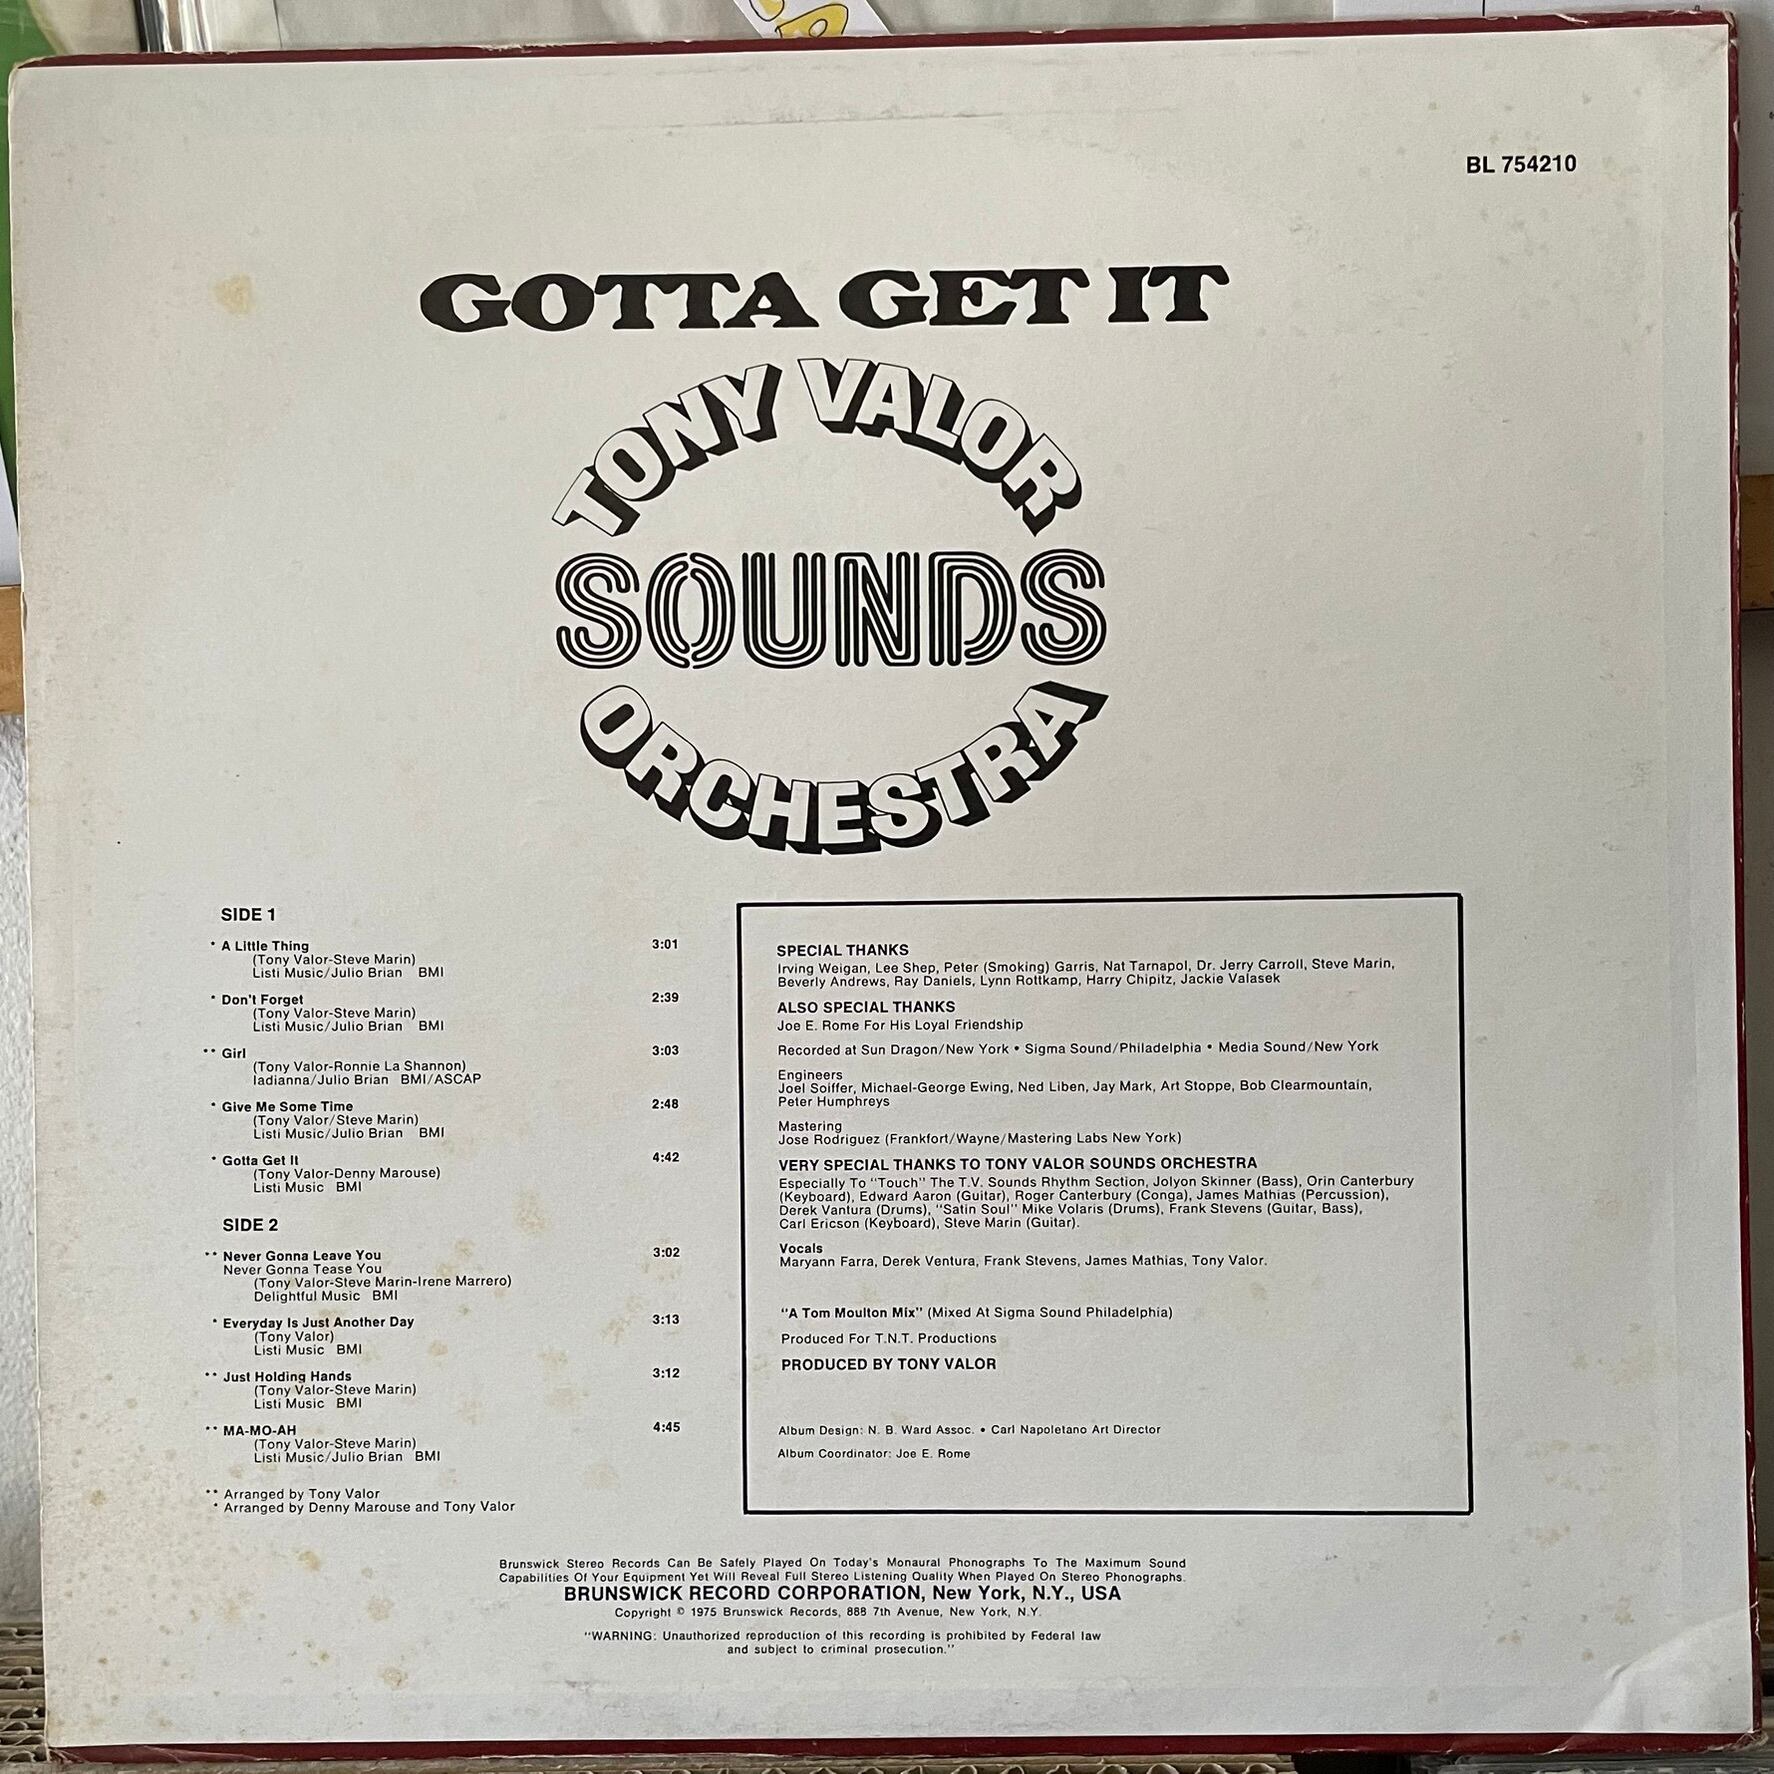 BL 754210
GOTTA GET IT
TONY VALOR
SOUNDS
ORCHESTRA
SIDE 1
* A Little Thing 3:01
(Tony Valor-Steve Marin)
Listi Music/Julio Brian BMI
* Don't Forget 2:39
(Tony Valor-Steve Marin)
Listi Music/Julio Brian BMI
** Girl 3:03
(Tony Valor-Ronnie La Shannon)
Iadianna/Julio Brian BMI/ASCAP
* Give Me Some Time 2:48
(Tony Valor/Steve Marin)
Listi Music/Julio Brian BMI
* Gotta Get It 4:42
(Tony Valor-Denny Marouse)
Listi Music BMI
SIDE 2
** Never Gonna Leave You 3:02
Never Gonna Tease You
(Tony Valor-Steve Marin-Irene Marrero)
Delightful Music BMI
* Everyday Is Just Another Day 3:13
(Tony Valor)
Listi Music BMI
** Just Holding Hands 3:12
(Tony Valor-Steve Marin)
Listi Music BMI
** MA-MO-AH 4:45
(Tony Valor-Steve Marin)
Listi Music/Julio Brian BMI
** Arranged by Tony Valor
* Arranged by Denny Marouse and Tony Valor
SPECIAL THANKS
Irving Weigan, Lee Shep, Peter (Smoking) Garris, Nat Tarnapol, Dr. Jerry Carroll, Steve Marin,
Beverly Andrews, Ray Daniels, Lynn Rottkamp, Harry Chipitz, Jackie Valasek
ALSO SPECIAL THANKS
Joe E. Rome For His Loyal Friendship
Recorded at Sun Dragon/New York • Sigma Sound/Philadelphia • Media Sound/New York
Engineers
Joel Soiffer, Michael-George Ewing, Ned Liben, Jay Mark, Art Stoppe, Bob Clearmountain,
Peter Humphreys
Mastering
Jose Rodriguez (Frankfort/Wayne/Mastering Labs New York)
VERY SPECIAL THANKS TO TONY VALOR SOUNDS ORCHESTRA
Especially To "Touch" The T.V. Sounds Rhythm Section, Jolyon Skinner (Bass), Orin Canterbury
(Keyboard), Edward Aaron (Guitar), Roger Canterbury (Conga), James Mathias (Percussion),
Derek Vantura (Drums), "Satin Soul" Mike Volaris (Drums), Frank Stevens (Guitar, Bass),
Carl Ericson (Keyboard), Steve Marin (Guitar).
Vocals
Maryann Farra, Derek Ventura, Frank Stevens, James Mathias, Tony Valor.
"A Tom Moulton Mix" (Mixed At Sigma Sound Philadelphia)
Produced For T.N.T. Productions
PRODUCED BY TONY VALOR
Album Design: N. B. Ward Assoc. • Carl Napoletano Art Director
Album Coordinator: Joe E. Rome
Brunswick Stereo Records Can Be Safely Played On Today's Monaural Phonographs To The Maximum Sound
Capabilities Of Your Equipment Yet Will Reveal Full Stereo Listening Quality When Played On Stereo Phonographs.
BRUNSWICK RECORD CORPORATION, New York, N.Y., USA
Copyright © 1975 Brunswick Records, 888 7th Avenue, New York, N.Y.
"WARNING: Unauthorized reproduction of this recording is prohibited by Federal law
and subject to criminal prosecution."